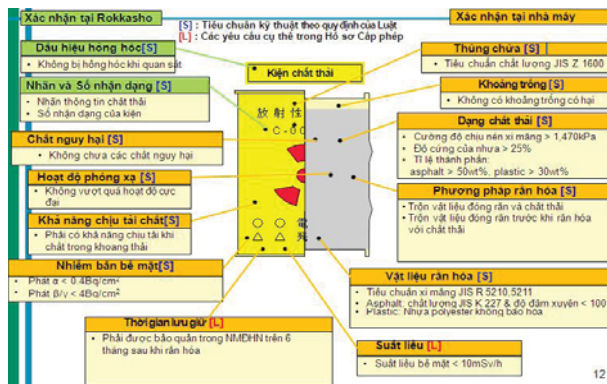 Xác nhận tại Rokkasho
[S] : Tiêu chuẩn kỹ thuật theo quy định của Luật
[L] : Các yêu cầu cụ thể trong Hồ sơ Cấp phép
Xác nhận tại nhà máy
Dấu hiệu hỏng hóc[S]
• Không bị hỏng hóc khi quan sát
Nhãn và Số nhận dạng [S]
• Nhãn thông tin chất thải
• Số nhận dạng của kiện
Chất nguy hại [S]
• Không chưa các chất nguy hại
Hoạt độ phóng xạ [S]
• Không vượt quá hoạt độ cực đại
Khả năng chịu tải chất[S]
• Phải có khả năng chịu tải khi chất trong khoang thải
Nhiễm bẩn bề mặt[S]
• Phát α < 0.4Bq/cm²
• Phát β/γ < 4Bq/cm²
Thời gian lưu giữ [L]
• Phải được bảo quản trong NMĐHN trên 6 tháng sau khi rắn hóa
Kiện chất thải
放射性
C-00
○ ○ 電
△ △
Thùng chứa [S]
• Tiêu chuẩn chất lượng JIS Z 1600
Khoảng trống [S]
• Không có khoảng trống có hại
Dạng chất thải [S]
• Cường độ chịu nén xi măng > 1,470kPa
• Độ cứng của nhựa > 25%
• Tỉ lệ thành phần:
asphalt > 50wt%, plastic > 30wt%
Phương pháp rắn hóa [S]
• Trộn vật liệu đóng rắn và chất thải
• Trộn vật liệu đóng rắn trước khi rắn hóa với chất thải
Vật liệu rắn hóa [S]
• Tiêu chuẩn xi măng JIS R 5210,5211
• Asphalt: chất lượng JIS K 227 & độ đâm xuyên < 100
• Plastic: Nhựa polyester không bão hòa
Suất liều [L]
• Suất liều bề mặt < 10mSv/h
12